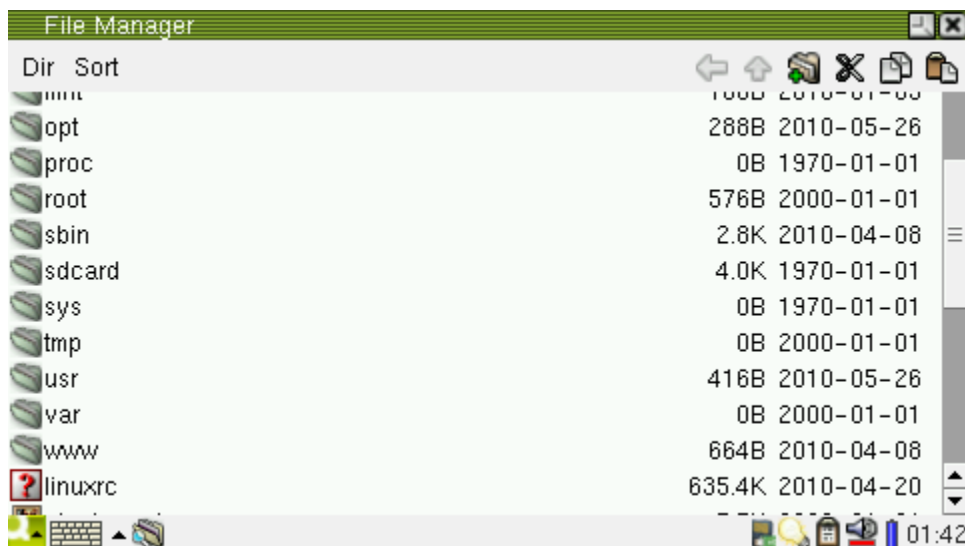 File Manager
Dir Sort
opt 288B 2010-05-26
proc 0B 1970-01-01
root 576B 2000-01-01
sbin 2.8K 2010-04-08
sdcard 4.0K 1970-01-01
sys 0B 1970-01-01
tmp 0B 2000-01-01
usr 416B 2010-05-26
var 0B 2000-01-01
www 664B 2010-04-08
linuxrc 635.4K 2010-04-20
01:42